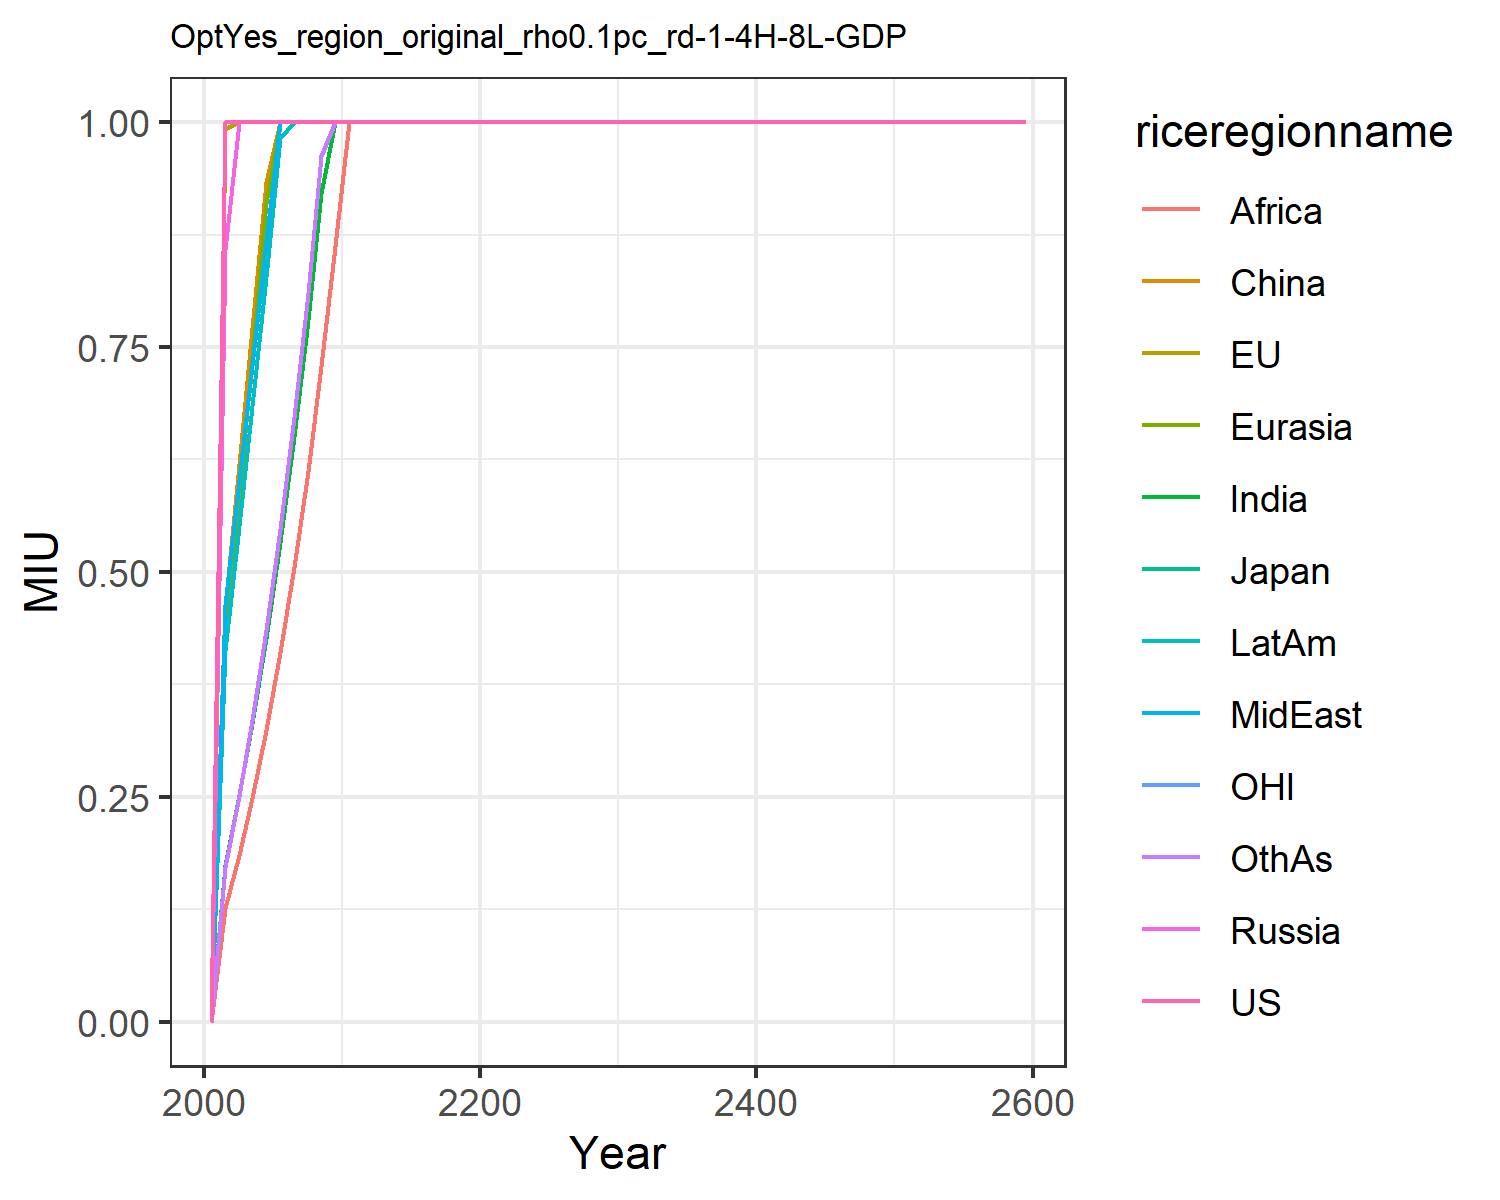 OptYes_region_original_rho0.1pc_rd-1-4H-8L-GDP
1.00
0.75
0.50
0.25
0.00
MIU
2000 2200 2400 2600
Year
riceregionname
Africa
China
EU
Eurasia
India
Japan
LatAm
MidEast
OHI
OthAs
Russia
US